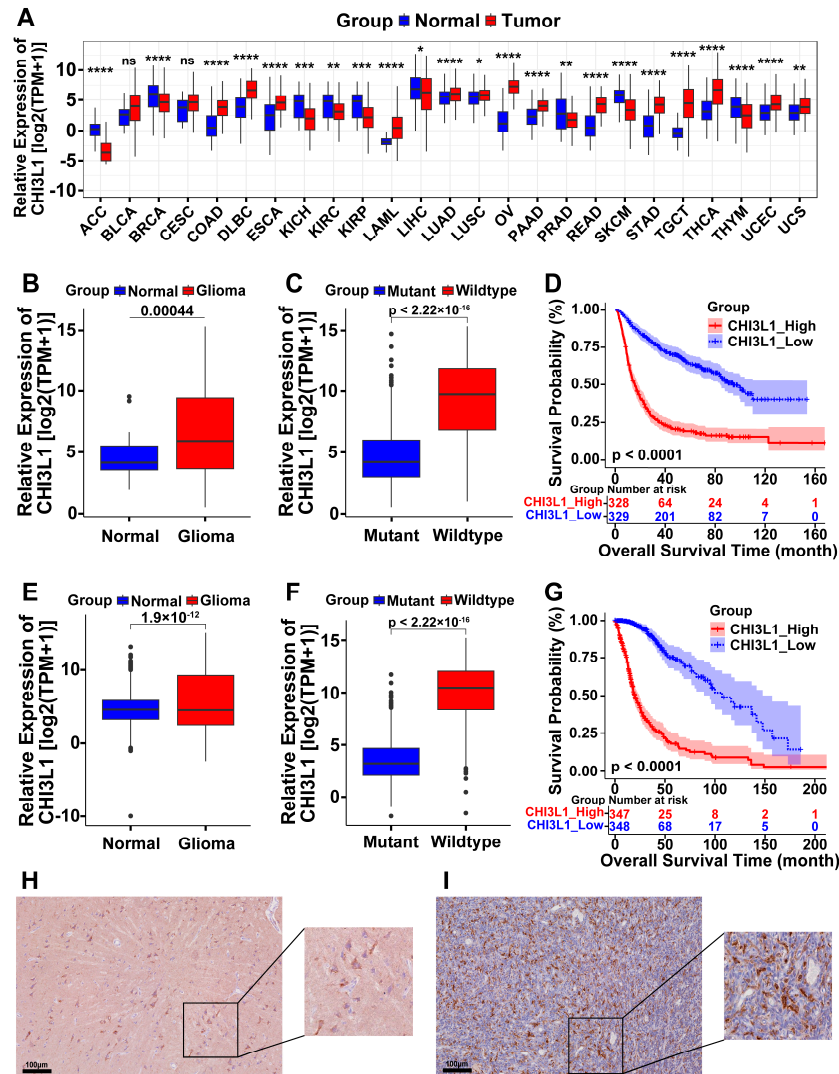 A
Group Normal Tumor
Relative Expression of
CHI3L1 [log2(TPM+1)]
10
5
0
-5
-10
**** ns **** ns **** **** **** *** ** *** **** * **** * **** **** ** **** **** **** **** **** **** **** **
ACC BLCA BRCA CESC COAD DLBC ESCA KICH KIRC KIRP LAML LIHC LUAD LUSC OV PAAD PRAD READ SKCM STAD TGCT THCA THYM UCEC UCS
B
Group Normal Glioma
0.00044
Relative Expression of
CHI3L1 [log2(TPM+1)]
15
10
5
0
Normal Glioma
C
Group Mutant Wildtype
p < 2.22×10-16
Relative Expression of
CHI3L1 [log2(TPM+1)]
15
10
5
0
Mutant Wildtype
D
Survival Probability (%)
1.00
0.75
0.50
0.25
0.00
Group
CHI3L1_High
CHI3L1_Low
p < 0.0001
0 40 80 120 160
Group Number at risk
CHI3L1_High 328 64 24 4 1
CHI3L1_Low 329 201 82 7 0
0 40 80 120 160
Overall Survival Time (month)
E
Group Normal Glioma
1.9×10-12
Relative Expression of
CHI3L1 [log2(TPM+1)]
10
0
-10
Normal Glioma
F
Group Mutant Wildtype
p < 2.22×10-16
Relative Expression of
CHI3L1 [log2(TPM+1)]
15
10
5
0
Mutant Wildtype
G
Survival Probability (%)
1.00
0.75
0.50
0.25
0.00
Group
CHI3L1_High
CHI3L1_Low
p < 0.0001
0 50 100 150 200
Group Number at risk
CHI3L1_High 347 25 8 2 1
CHI3L1_Low 348 68 17 5 0
0 50 100 150 200
Overall Survival Time (month)
H
100μm
I
100μm